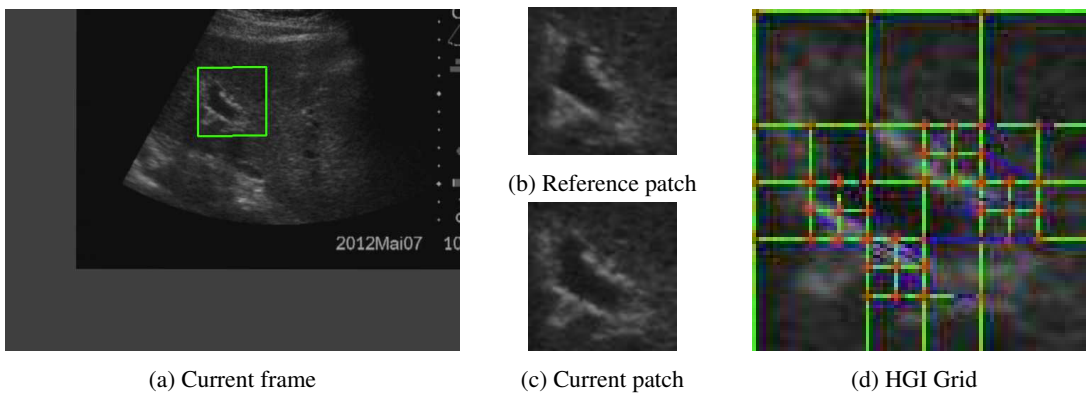 2012Mai07 10
(b) Reference patch
(a) Current frame
(c) Current patch
(d) HGI Grid